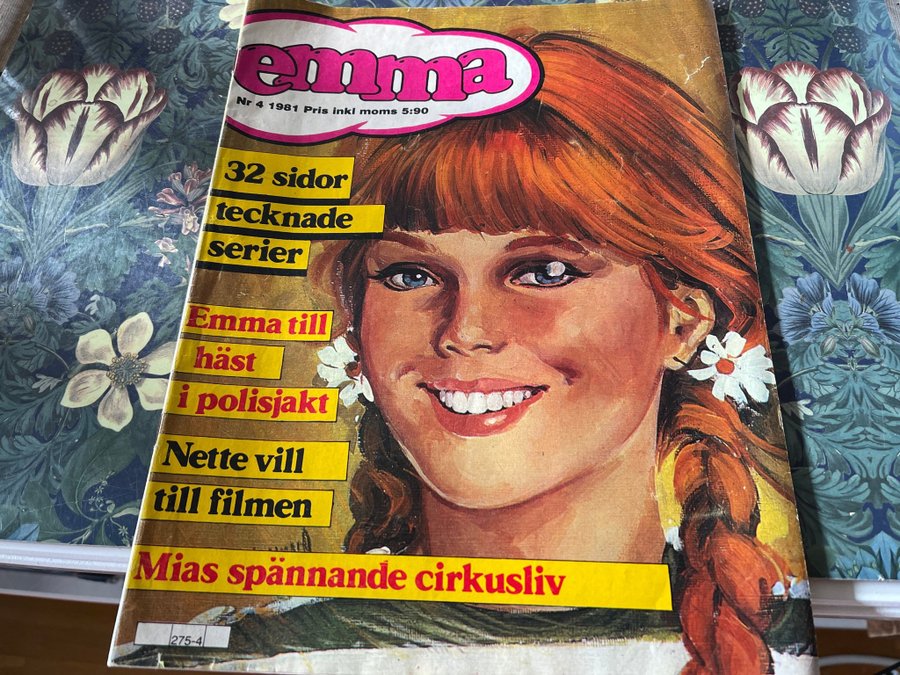 emma
Nr 4 1981 Pris inkl moms 5:90
32 sidor
tecknade
serier
Emma till
häst
i polisjakt
Nette vill
till filmen
Mias spännande cirkusliv
275-4